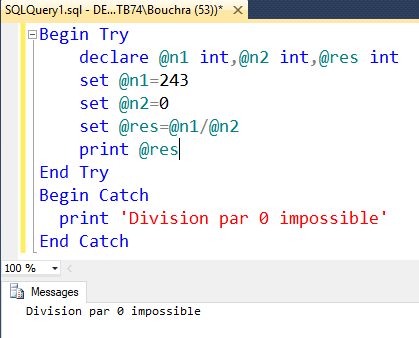 SQLQuery1.sql - DE...TB74\Bouchra (53))* ×
Begin Try
declare @n1 int,@n2 int,@res int
set @n1=243
set @n2=0
set @res=@n1/@n2
print @res
End Try
Begin Catch
print 'Division par 0 impossible'
End Catch
100 %
Messages
Division par 0 impossible